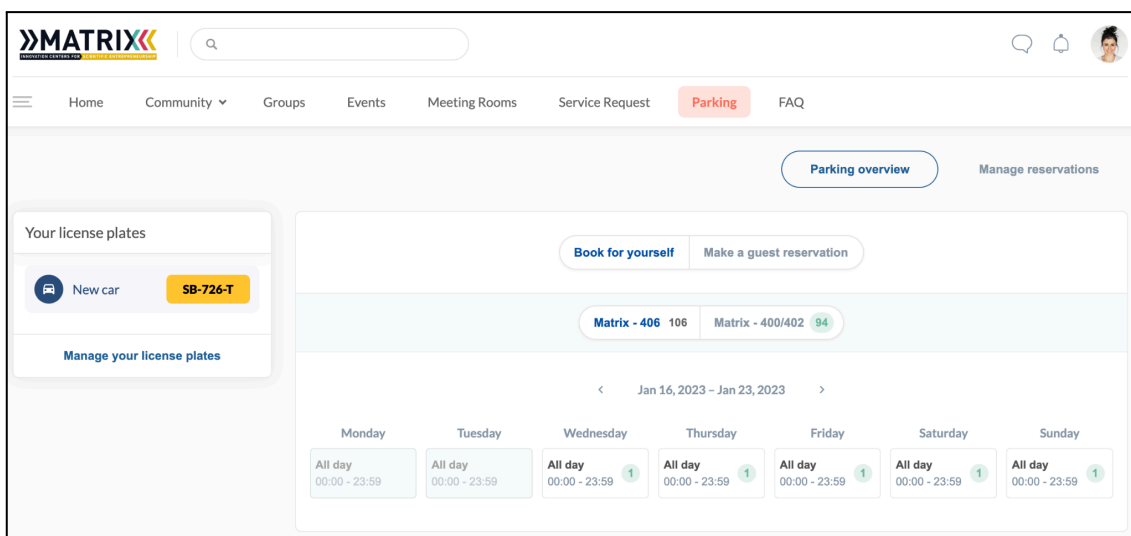 MATRIX
INNOVATION CENTERS FOR SCIENTIFIC ENTREPRENEURSHIP
Home Community Groups Events Meeting Rooms Service Request Parking FAQ
Parking overview Manage reservations
Your license plates
New car SB-726-T
Manage your license plates
Book for yourself Make a guest reservation
Matrix - 406 106 Matrix - 400/402 94
Jan 16, 2023 – Jan 23, 2023
Monday Tuesday Wednesday Thursday Friday Saturday Sunday
All day All day All day 1 All day 1 All day 1 All day 1 All day 1
00:00 - 23:59 00:00 - 23:59 00:00 - 23:59 00:00 - 23:59 00:00 - 23:59 00:00 - 23:59 00:00 - 23:59